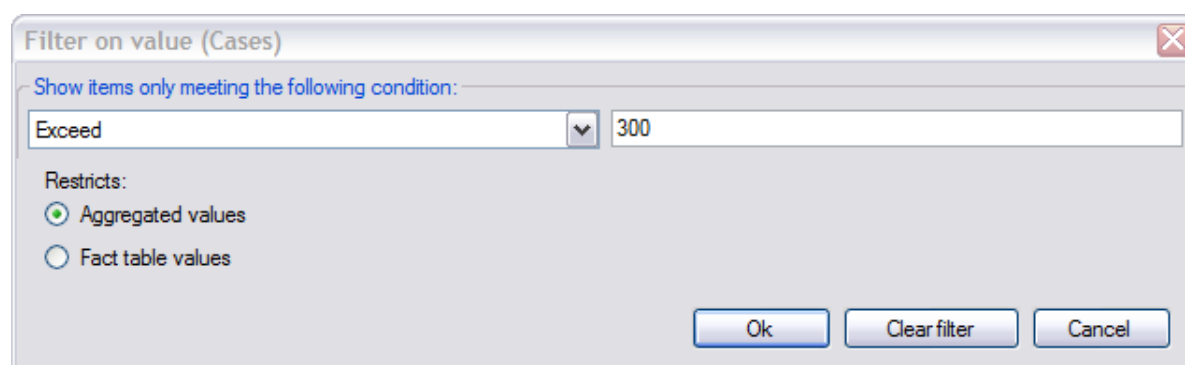 Filter on value (Cases)
Show items only meeting the following condition:
Exceed 300
Restricts:
Aggregated values
Fact table values
Ok Clear filter Cancel